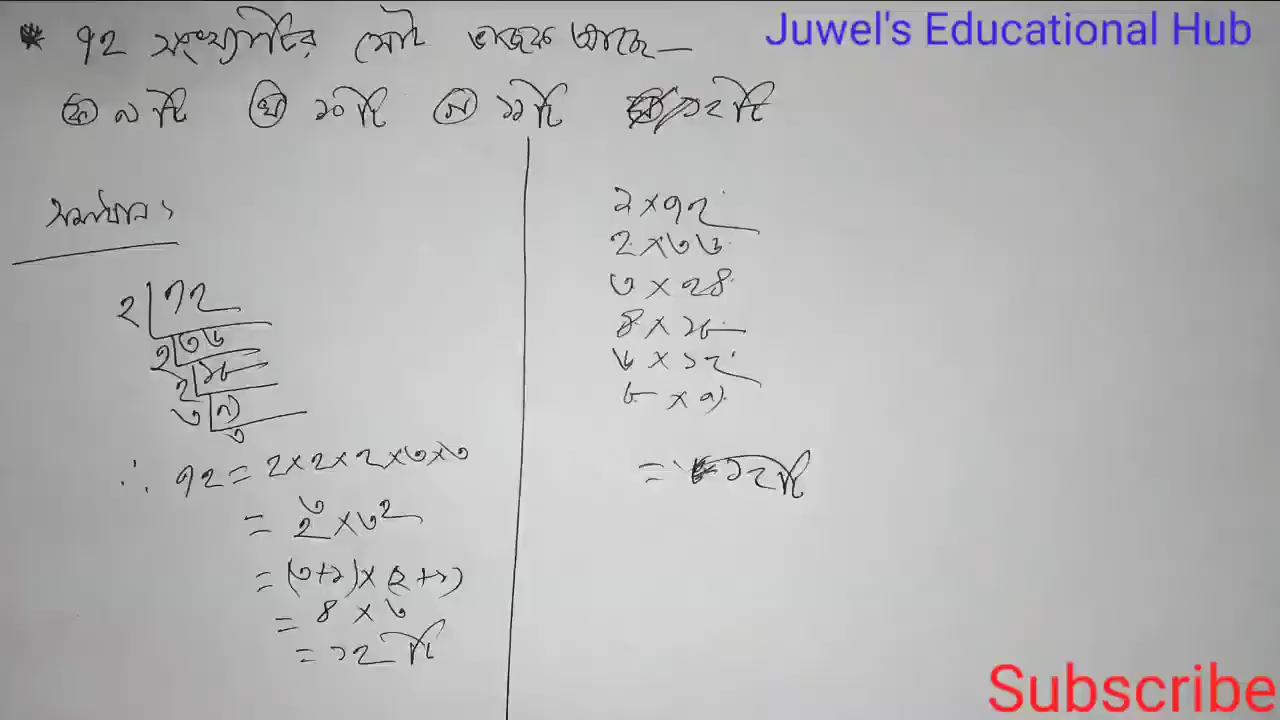 * ৭২ সংখ্যাটির মোট ভাজক আছে—
Juwel's Educational Hub
ক ৯টি খ ১০টি গ ১১টি ঘ ১২টি
সমাধানঃ
২ | ৭২
২ | ৩৬
২ | ১৮
৩ | ৯
৩
∴ ৭২ = ২×২×২×৩×৩
= ২³ × ৩²
= (৩+১)×(২+১)
= ৪ × ৩
= ১২টি
১ × ৭২
২ × ৩৬
৩ × ২৪
৪ × ১৮
৬ × ১২
৮ × ৯
= ১২টি
Subscribe